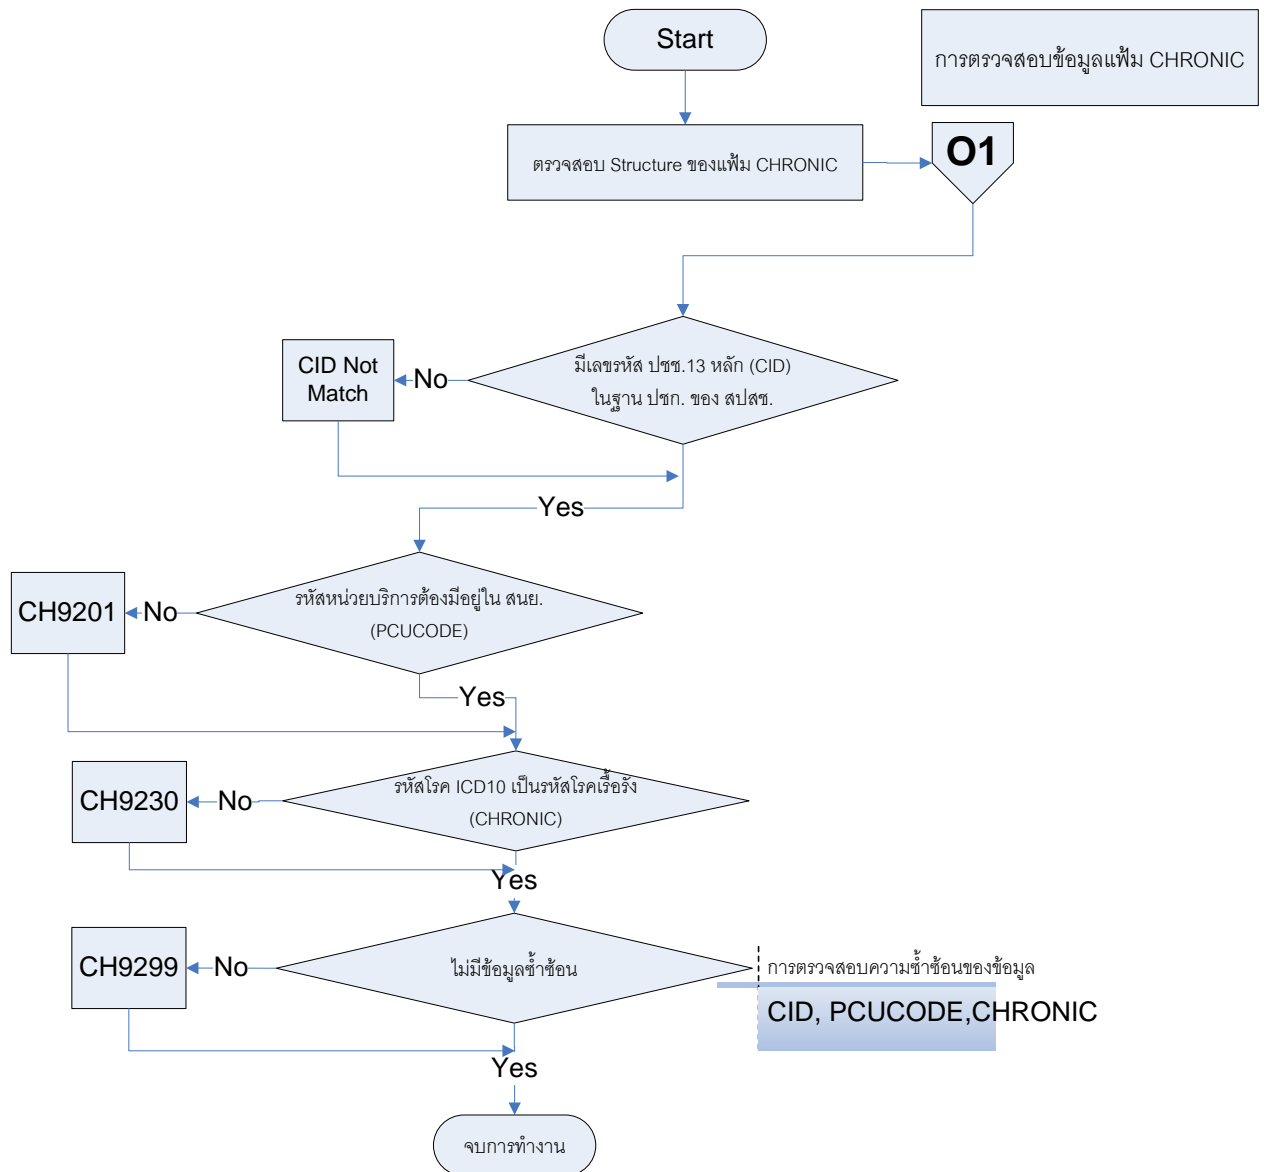 Start
การตรวจสอบข้อมูลแฟ้ม CHRONIC
ตรวจสอบ Structure ของแฟ้ม CHRONIC
O1
มีเลขรหัส ปชช.13 หลัก (CID)
ในฐาน ปชก. ของ สปสช.
No
CID Not
Match
Yes
รหัสหน่วยบริการต้องมีอยู่ใน สนย.
(PCUCODE)
No
CH9201
Yes
รหัสโรค ICD10 เป็นรหัสโรคเรื้อรัง
(CHRONIC)
No
CH9230
Yes
ไม่มีข้อมูลซ้ำซ้อน
No
CH9299
การตรวจสอบความซ้ำซ้อนของข้อมูล
CID, PCUCODE,CHRONIC
Yes
จบการทำงาน